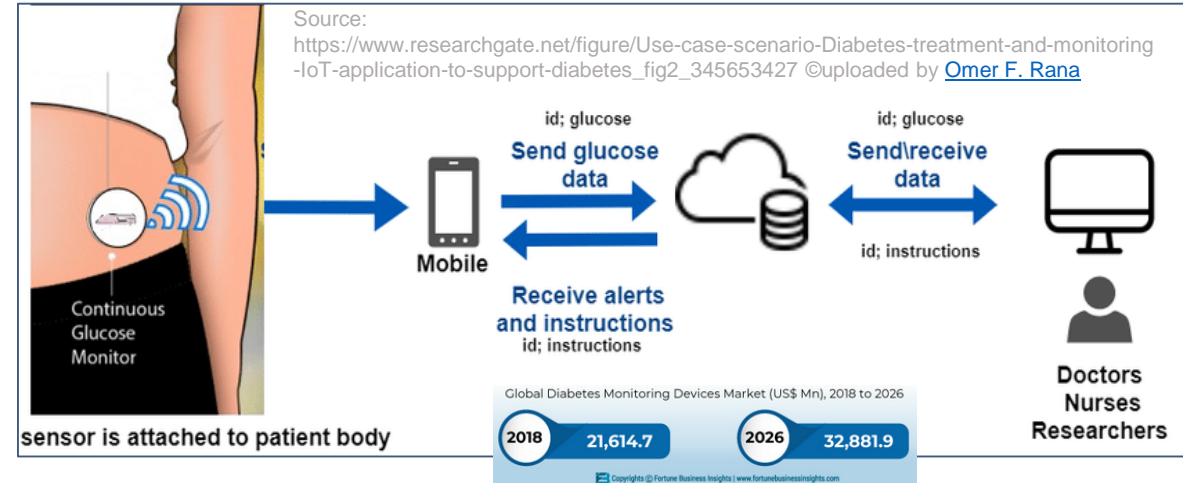 Source:
https://www.researchgate.net/figure/Use-case-scenario-Diabetes-treatment-and-monitoring
-IoT-application-to-support-diabetes_fig2_345653427 ©uploaded by Omer F. Rana
Continuous
Glucose
Monitor
sensor is attached to patient body
Mobile
id; glucose
Send glucose
data
Receive alerts
and instructions
id; instructions
id; glucose
Send\receive
data
id; instructions
Doctors
Nurses
Researchers
Global Diabetes Monitoring Devices Market (US$ Mn), 2018 to 2026
2018
21,614.7
2026
32,881.9
Copyrights © Fortune Business Insights | www.fortunebusinessinsights.com